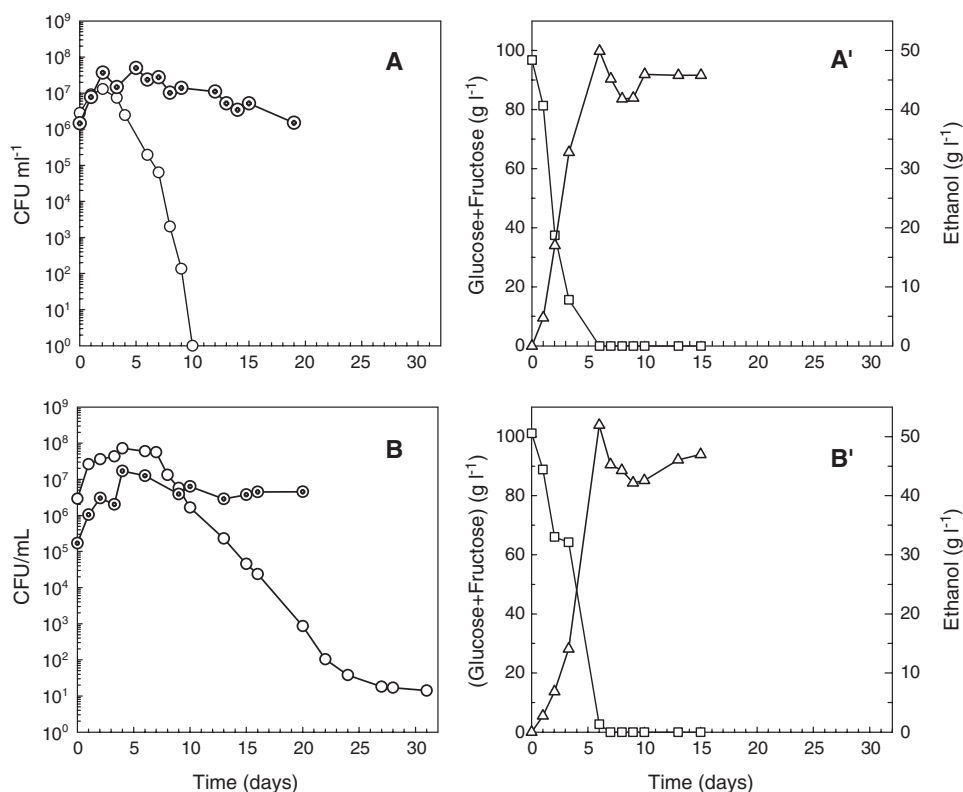 A
CFU ml⁻¹
10⁹
10⁸
10⁷
10⁶
10⁵
10⁴
10³
10²
10¹
10⁰
0 5 10 15 20 25 30
A'
Glucose+Fructose (g l⁻¹)
100
80
60
40
20
0
Ethanol (g l⁻¹)
50
40
30
20
10
0
0 5 10 15 20 25 30
B
CFU/mL
10⁹
10⁸
10⁷
10⁶
10⁵
10⁴
10³
10²
10¹
10⁰
0 5 10 15 20 25 30
Time (days)
B'
(Glucose+Fructose) (g l⁻¹)
100
80
60
40
20
0
Ethanol (g l⁻¹)
50
40
30
20
10
0
0 5 10 15 20 25 30
Time (days)